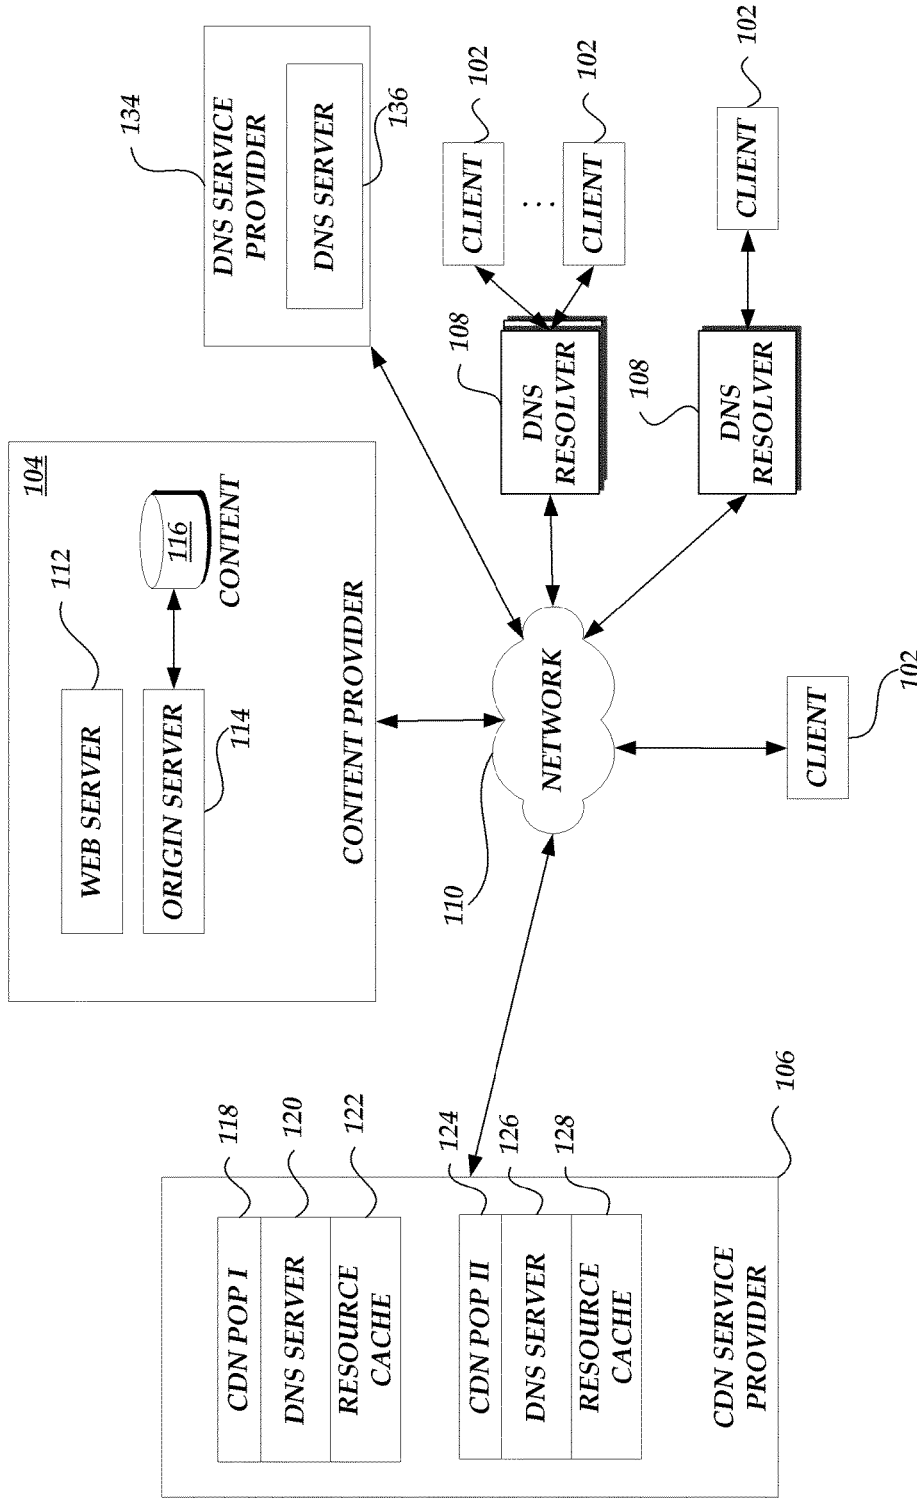 118
CDN POP I
120
DNS SERVER
122
RESOURCE
CACHE
124
CDN POP II
126
DNS SERVER
128
RESOURCE
CACHE
CDN SERVICE
PROVIDER
106
104
112
WEB SERVER
ORIGIN SERVER
114
116
CONTENT
CONTENT PROVIDER
134
DNS SERVICE
PROVIDER
DNS SERVER
136
110
NETWORK
108
DNS
RESOLVER
108
DNS
RESOLVER
CLIENT
102
...
CLIENT
102
CLIENT
102
CLIENT
102